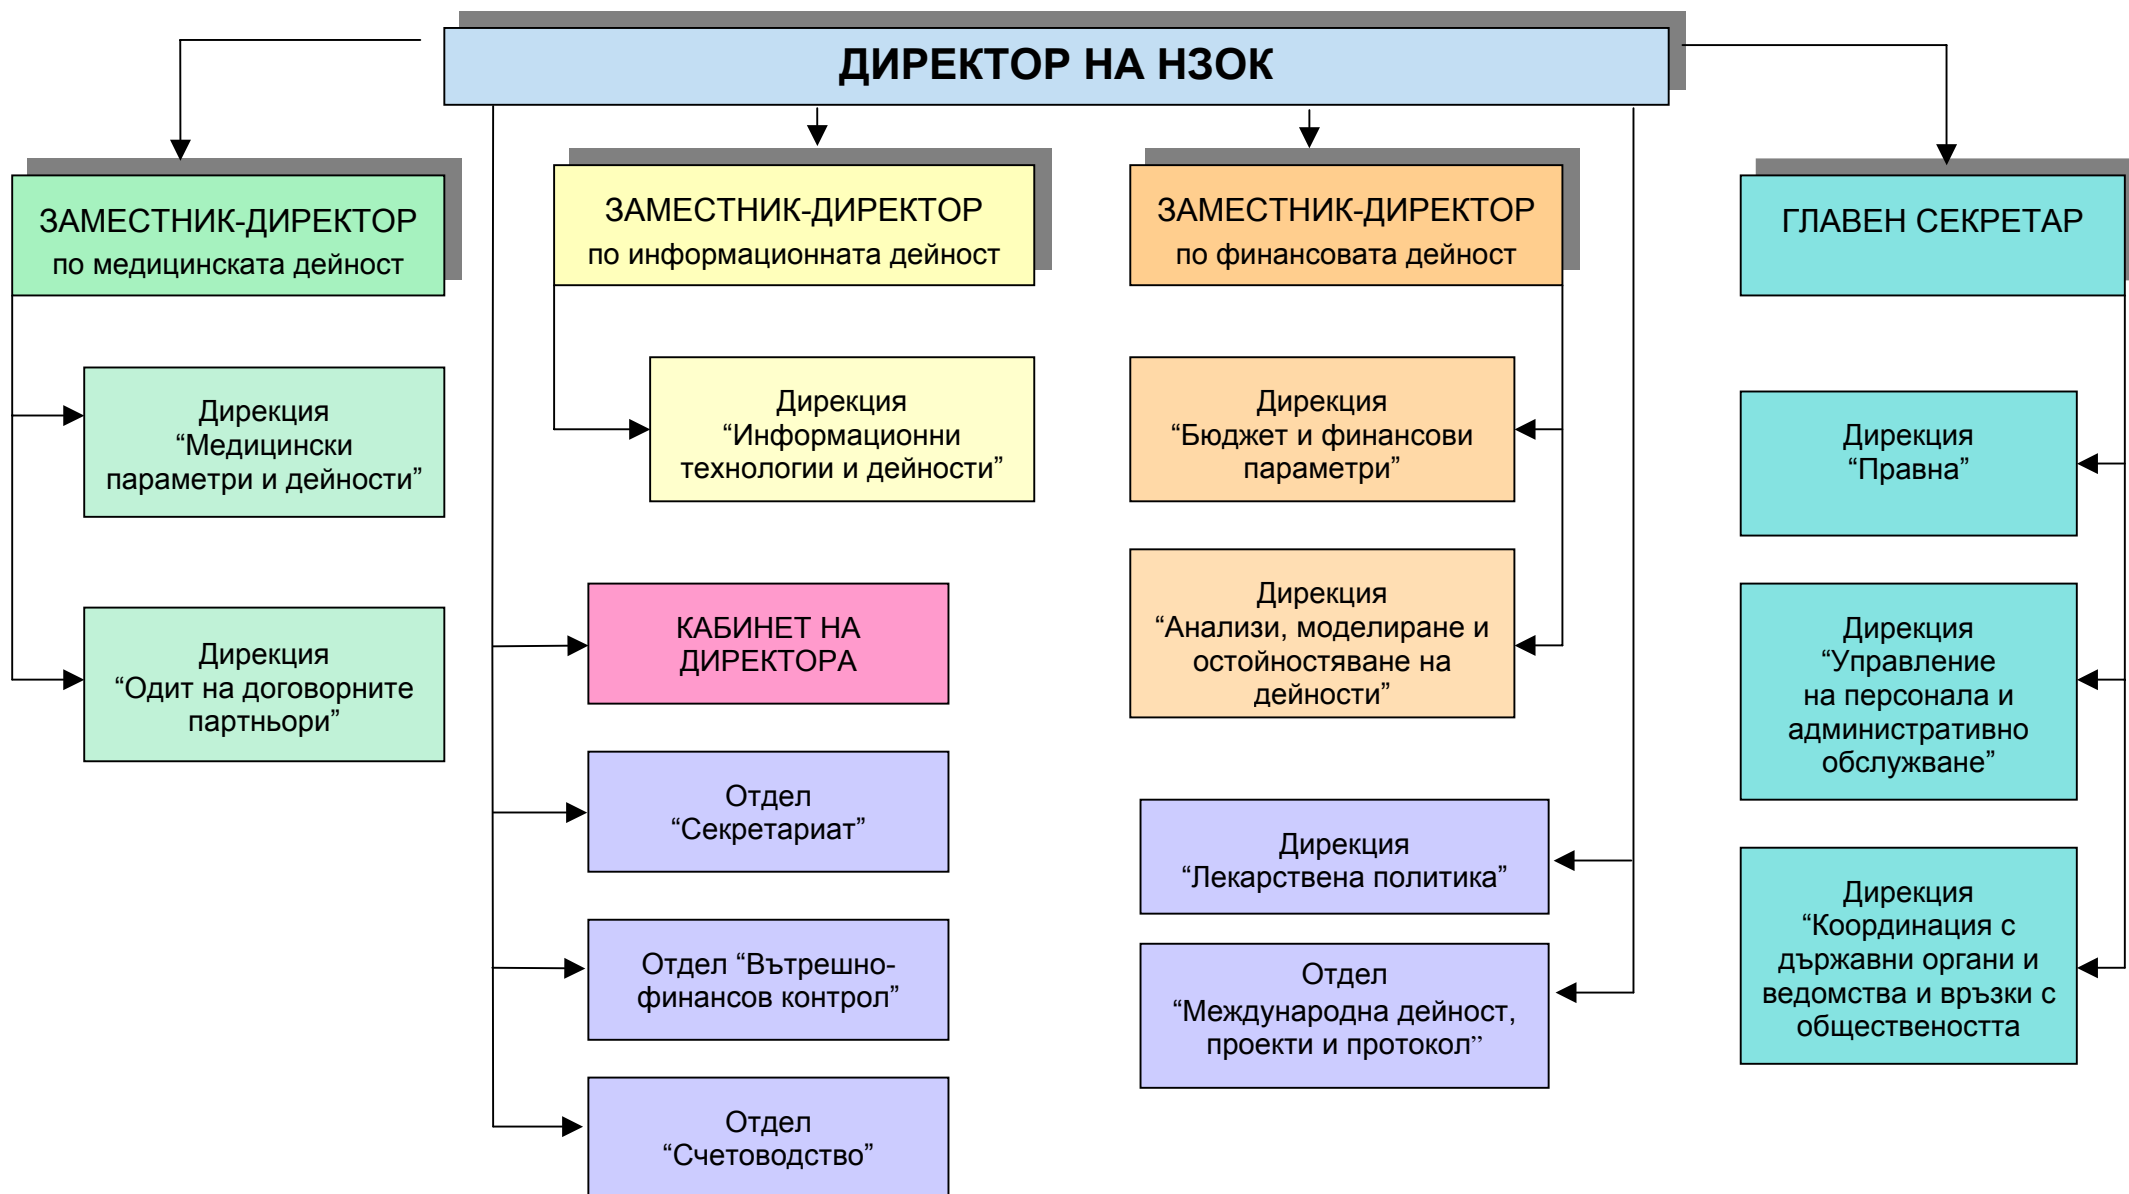 ДИРЕКТОР НА НЗОК
ЗАМЕСТНИК-ДИРЕКТОР
по медицинската дейност
ЗАМЕСТНИК-ДИРЕКТОР
по информационната дейност
ЗАМЕСТНИК-ДИРЕКТОР
по финансовата дейност
ГЛАВЕН СЕКРЕТАР
Дирекция
“Медицински
параметри и дейности”
Дирекция
“Одит на договорните
партньори”
Дирекция
“Информационни
технологии и дейности”
КАБИНЕТ НА
ДИРЕКТОРА
Отдел
“Секретариат”
Отдел “Вътрешно-
финансов контрол”
Отдел
“Счетоводство”
Дирекция
“Бюджет и финансови
параметри”
Дирекция
“Анализи, моделиране и
остойностяване на
дейности”
Дирекция
“Лекарствена политика”
Отдел
“Международна дейност,
проекти и протокол”
Дирекция
“Правна”
Дирекция
“Управление
на персонала и
административно
обслужване”
Дирекция
“Координация с
държавни органи и
ведомства и връзки с
обществеността